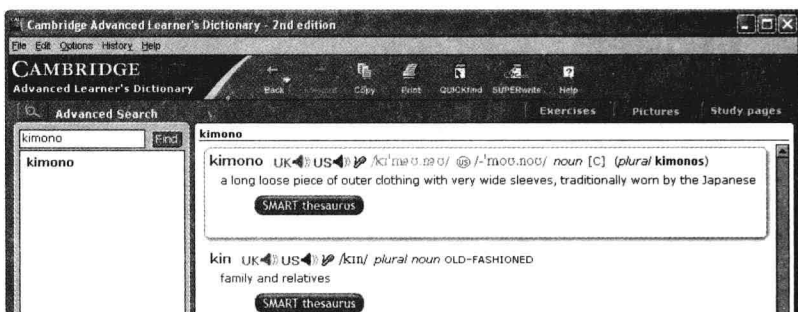 Cambridge Advanced Learner's Dictionary - 2nd edition
File Edit Options History Help
CAMBRIDGE
Advanced Learner's Dictionary
Back Forward Copy Print QUICKfind SUPERwrite Help
Advanced Search Exercises Pictures Study pages
kimono Find
kimono
kimono
kimono UK US /kɪˈməʊ.nəʊ/ US /-ˈmoʊ.noʊ/ noun [C] (plural kimonos)
a long loose piece of outer clothing with very wide sleeves, traditionally worn by the Japanese
SMART thesaurus
kin UK US /kɪn/ plural noun OLD-FASHIONED
family and relatives
SMART thesaurus